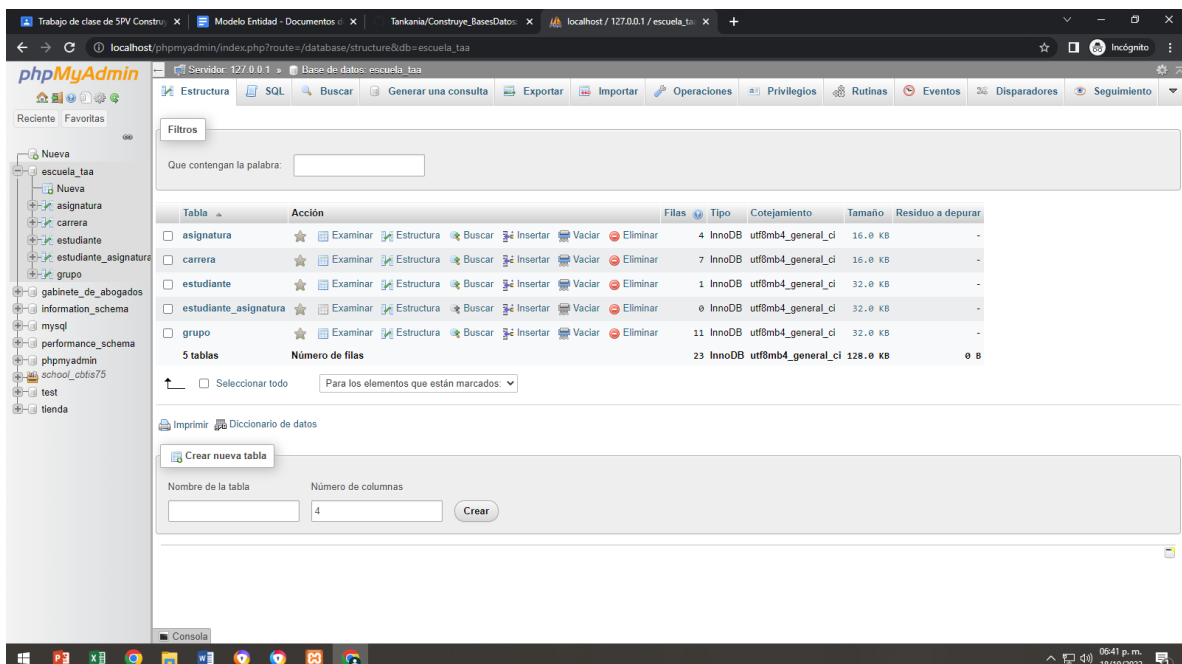 Trabajo de clase de 5PV Construy
Modelo Entidad - Documentos d
Tankania/Construye_BasesDatos
localhost / 127.0.0.1 / escuela_ta
localhost/phpmyadmin/index.php?route=/database/structure&db=escuela_taa
Incógnito
phpMyAdmin
Servidor: 127.0.0.1 » Base de datos: escuela_taa
Estructura SQL Buscar Generar una consulta Exportar Importar Operaciones Privilegios Rutinas Eventos Disparadores Seguimiento
Reciente Favoritas
Nueva
escuela_taa
Nueva
asignatura
carrera
estudiante
estudiante_asignatura
grupo
gabinete_de_abogados
information_schema
mysql
performance_schema
phpmyadmin
school_cbtis75
test
tienda
Filtros
Que contengan la palabra:
Tabla Acción Filas Tipo Cotejamiento Tamaño Residuo a depurar
asignatura Examinar Estructura Buscar Insertar Vaciar Eliminar 4 InnoDB utf8mb4_general_ci 16.0 KB -
carrera Examinar Estructura Buscar Insertar Vaciar Eliminar 7 InnoDB utf8mb4_general_ci 16.0 KB -
estudiante Examinar Estructura Buscar Insertar Vaciar Eliminar 1 InnoDB utf8mb4_general_ci 32.0 KB -
estudiante_asignatura Examinar Estructura Buscar Insertar Vaciar Eliminar 0 InnoDB utf8mb4_general_ci 32.0 KB -
grupo Examinar Estructura Buscar Insertar Vaciar Eliminar 11 InnoDB utf8mb4_general_ci 32.0 KB -
5 tablas Número de filas 23 InnoDB utf8mb4_general_ci 128.0 KB 0 B
Seleccionar todo Para los elementos que están marcados:
Imprimir Diccionario de datos
Crear nueva tabla
Nombre de la tabla Número de columnas
4 Crear
Consola
06:41 p. m.